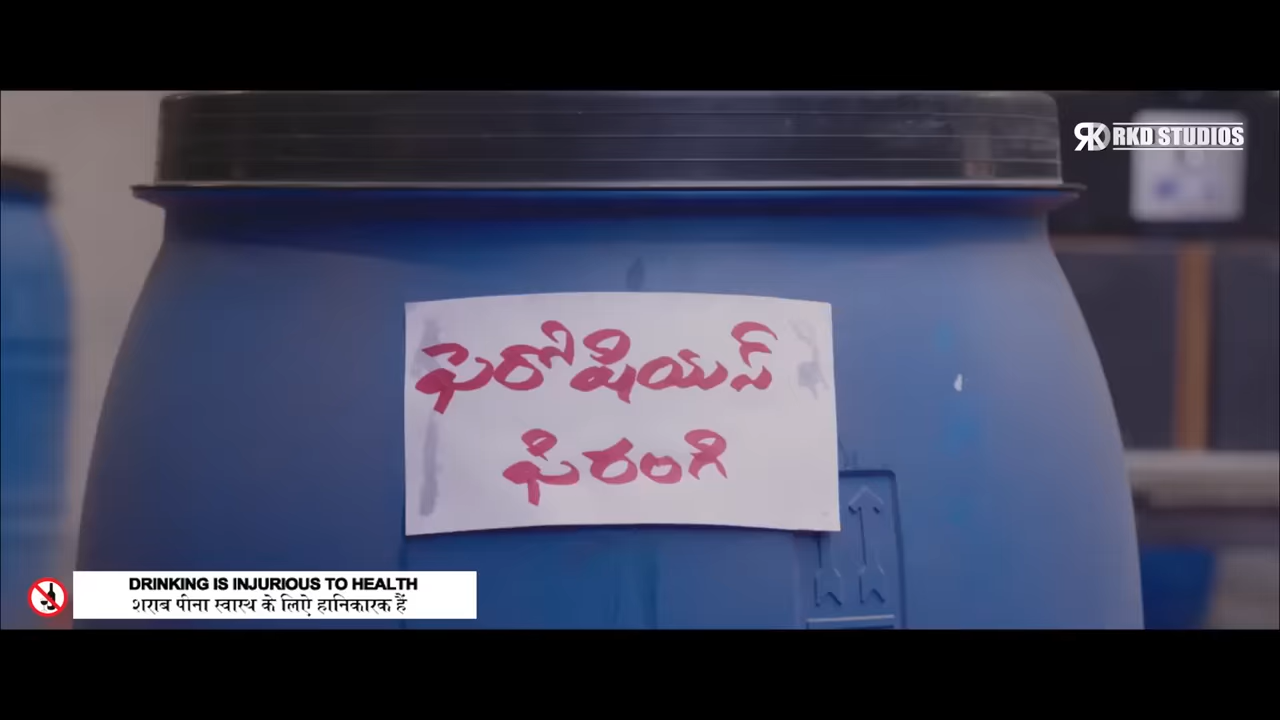 RKD STUDIOS
ఫెరోషియస్
ఫిరంగి
DRINKING IS INJURIOUS TO HEALTH
शराब पीना स्वास्थ के लिऐ हानिकारक हैं